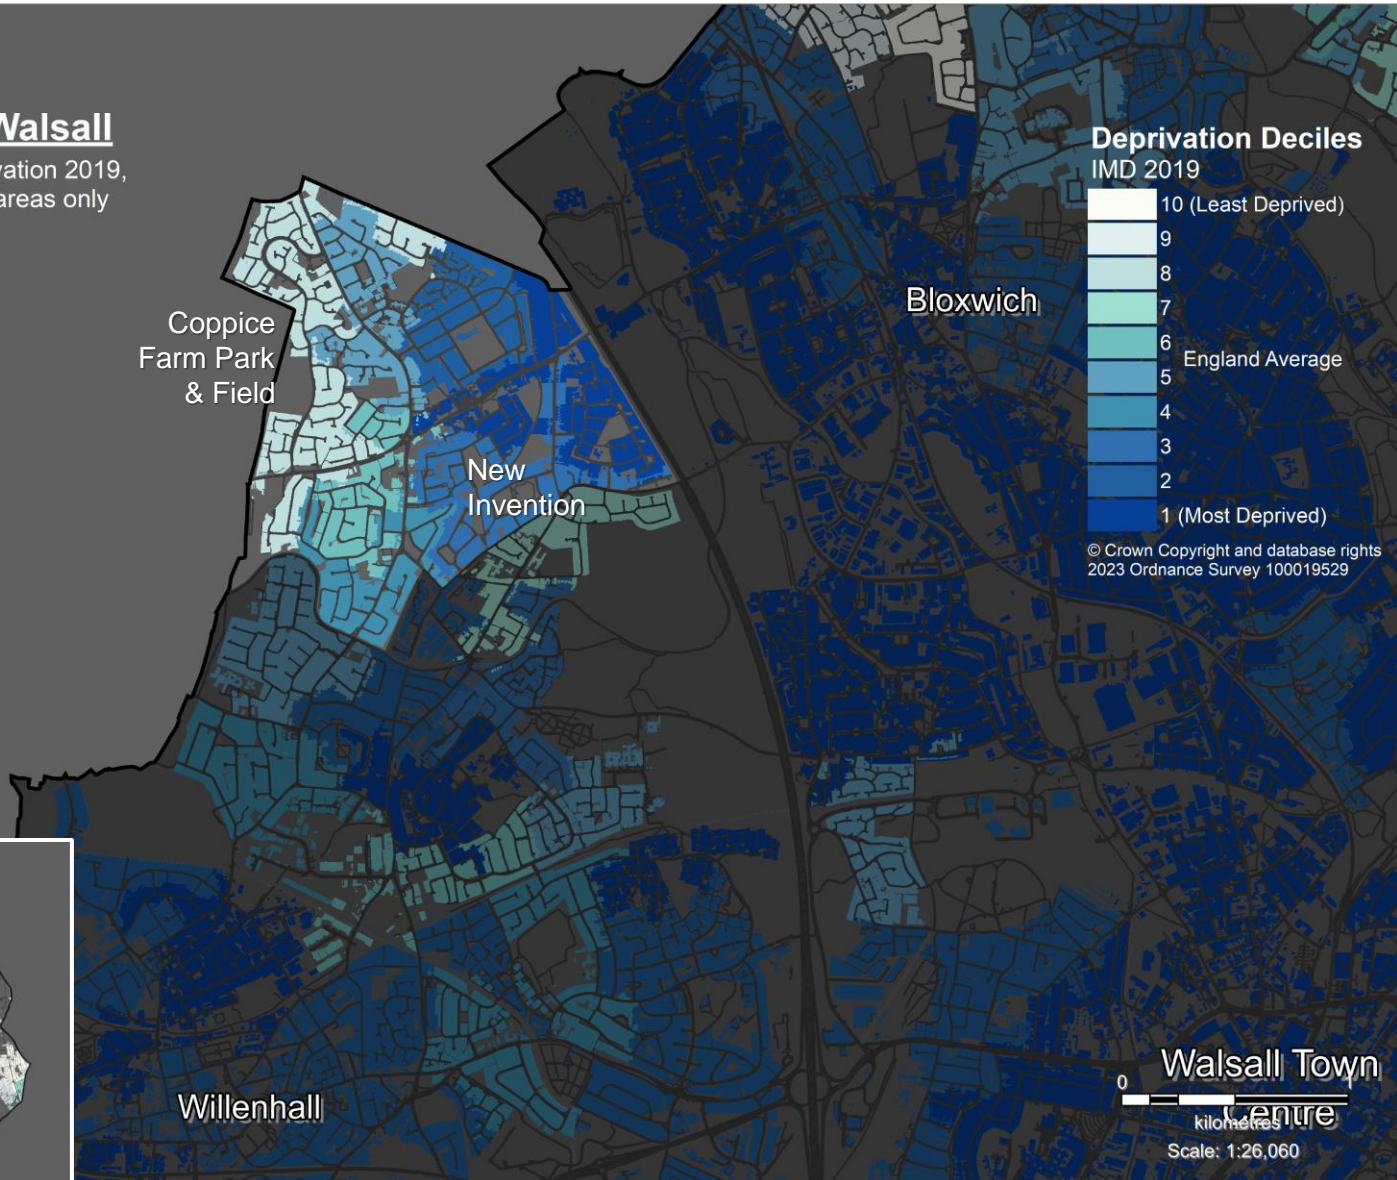 Walsall
vation 2019,
areas only
Deprivation Deciles
IMD 2019
10 (Least Deprived)
9
8
7
6
England Average
5
4
3
2
1 (Most Deprived)
© Crown Copyright and database rights
2023 Ordnance Survey 100019529
Bloxwich
Coppice
Farm Park
& Field
New
Invention
Willenhall
Walsall Town
Centre
0
1
kilometres
Scale: 1:26,060